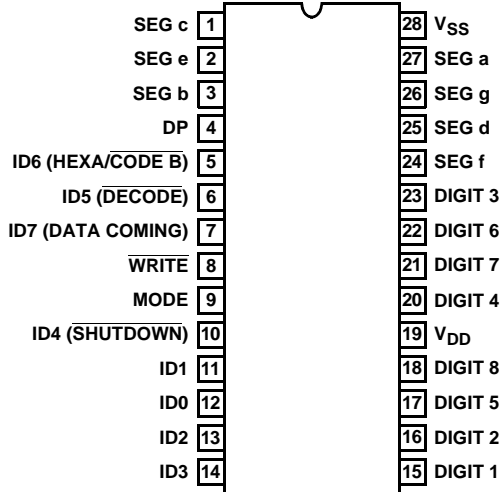 SEG c 1 28 VSS
SEG e 2 27 SEG a
SEG b 3 26 SEG g
DP 4 25 SEG d
ID6 (HEXA/CODE B) 5 24 SEG f
ID5 (DECODE) 6 23 DIGIT 3
ID7 (DATA COMING) 7 22 DIGIT 6
WRITE 8 21 DIGIT 7
MODE 9 20 DIGIT 4
ID4 (SHUTDOWN) 10 19 VDD
ID1 11 18 DIGIT 8
ID0 12 17 DIGIT 5
ID2 13 16 DIGIT 2
ID3 14 15 DIGIT 1